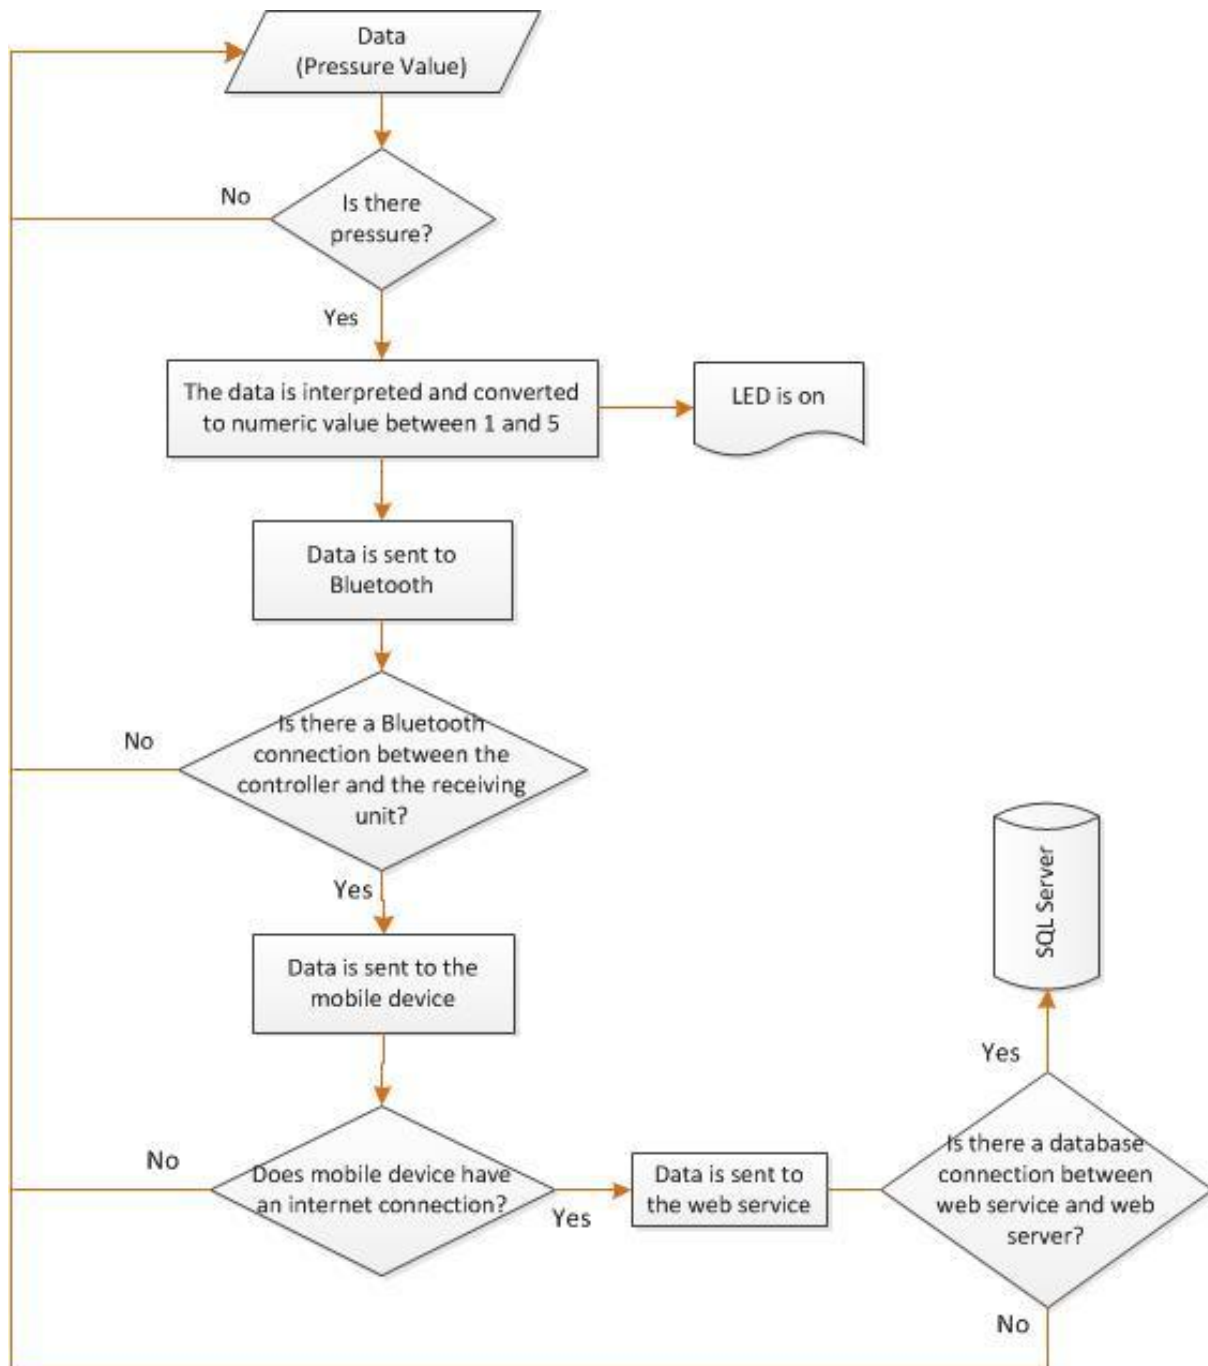 Data
(Pressure Value)
No
Is there
pressure?
Yes
The data is interpreted and converted
to numeric value between 1 and 5
LED is on
Data is sent to
Bluetooth
No
Is there a Bluetooth
connection between the
controller and the receiving
unit?
Yes
Data is sent to the
mobile device
SQL Server
Yes
No
Does mobile device have
an internet connection?
Yes
Data is sent to
the web service
Is there a database
connection between
web service and web
server?
No